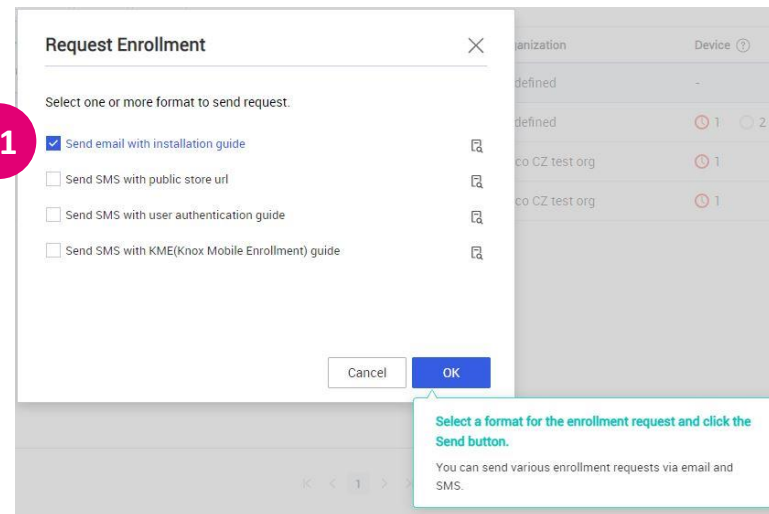 Request Enrollment
Select one or more format to send request.
1
Send email with installation guide
Send SMS with public store url
Send SMS with user authentication guide
Send SMS with KME(Knox Mobile Enrollment) guide
Cancel
OK
anization
Device ?
defined
-
defined
1
2
co CZ test org
1
co CZ test org
1
Select a format for the enrollment request and click the
Send button.
You can send various enrollment requests via email and
SMS.
1